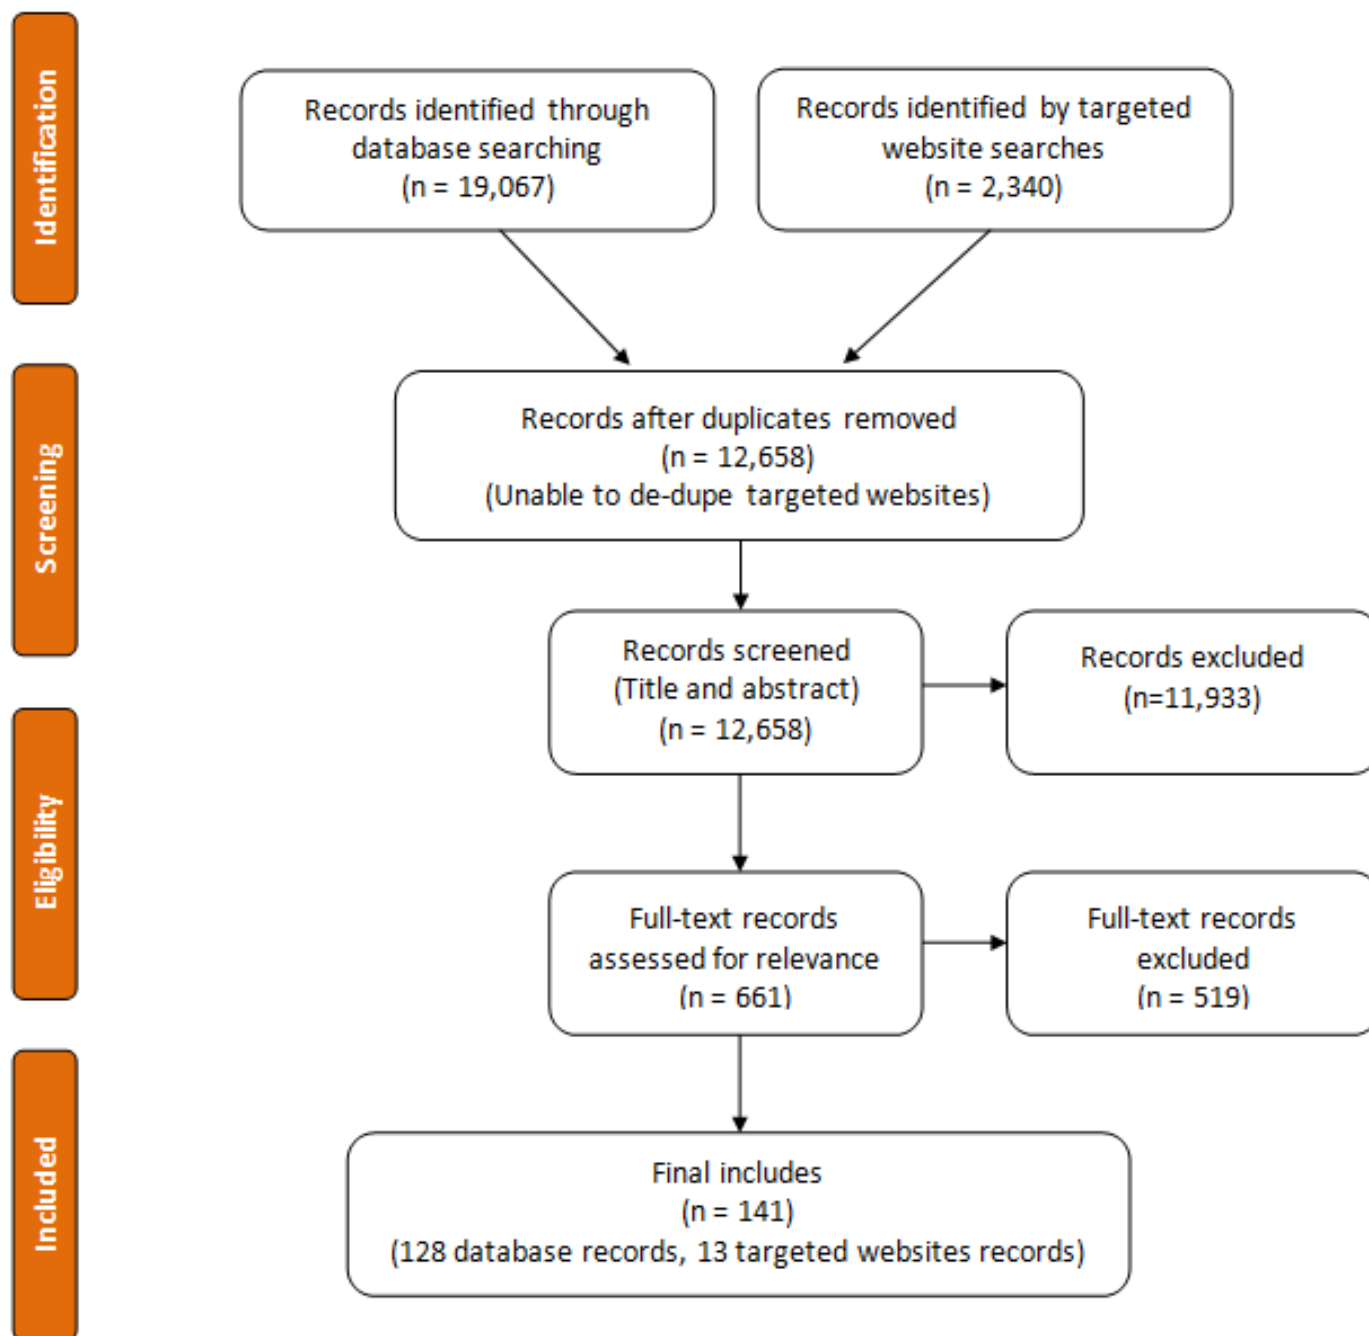 Identification
Records identified through
database searching
(n = 19,067)
Records identified by targeted
website searches
(n = 2,340)
Screening
Records after duplicates removed
(n = 12,658)
(Unable to de-dupe targeted websites)
Records screened
(Title and abstract)
(n = 12,658)
Records excluded
(n=11,933)
Eligibility
Full-text records
assessed for relevance
(n = 661)
Full-text records
excluded
(n = 519)
Included
Final includes
(n = 141)
(128 database records, 13 targeted websites records)